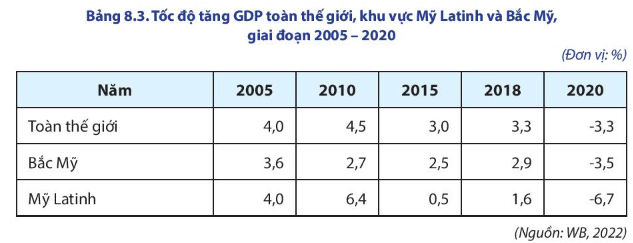 Bảng 8.3. Tốc độ tăng GDP toàn thế giới, khu vực Mỹ Latinh và Bắc Mỹ,
giai đoạn 2005 – 2020
(Đơn vị: %)
Năm 2005 2010 2015 2018 2020
Toàn thế giới 4,0 4,5 3,0 3,3 -3,3
Bắc Mỹ 3,6 2,7 2,5 2,9 -3,5
Mỹ Latinh 4,0 6,4 0,5 1,6 -6,7
(Nguồn: WB, 2022)